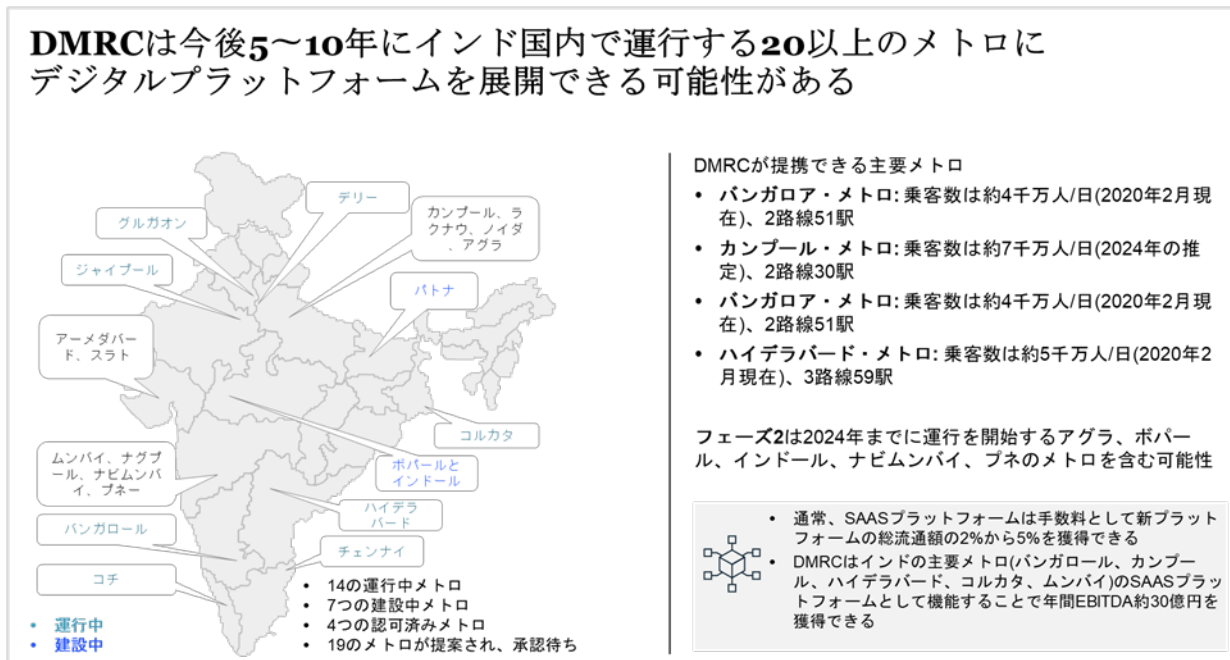 DMRCは今後5〜10年にインド国内で運行する20以上のメトロに
デジタルプラットフォームを展開できる可能性がある
デリー
グルガオン
カンプール、ラ
クナウ、ノイダ
、アグラ
ジャイプール
パトナ
アーメダバー
ド、スラト
コルカタ
ムンバイ、ナグプ
ール、ナビムンバ
イ、プネー
ボパールと
インドール
ハイデラ
バード
バンガロール
チェンナイ
コチ
• 運行中
• 建設中
• 14の運行中メトロ
• 7つの建設中メトロ
• 4つの認可済みメトロ
• 19のメトロが提案され、承認待ち
DMRCが提携できる主要メトロ
• バンガロア・メトロ: 乗客数は約4千万人/日(2020年2月現
在)、2路線51駅
• カンプール・メトロ: 乗客数は約7千万人/日(2024年の推
定)、2路線30駅
• バンガロア・メトロ: 乗客数は約4千万人/日(2020年2月現
在)、2路線51駅
• ハイデラバード・メトロ: 乗客数は約5千万人/日(2020年2
月現在)、3路線59駅
フェーズ2は2024年までに運行を開始するアグラ、ボパー
ル、インドール、ナビムンバイ、プネのメトロを含む可能性
• 通常、SAASプラットフォームは手数料として新プラット
フォームの総流通額の2%から5%を獲得できる
• DMRCはインドの主要メトロ(バンガロール、カンプー
ル、ハイデラバード、コルカタ、ムンバイ)のSAASプラッ
トフォームとして機能することで年間EBITDA約30億円を
獲得できる